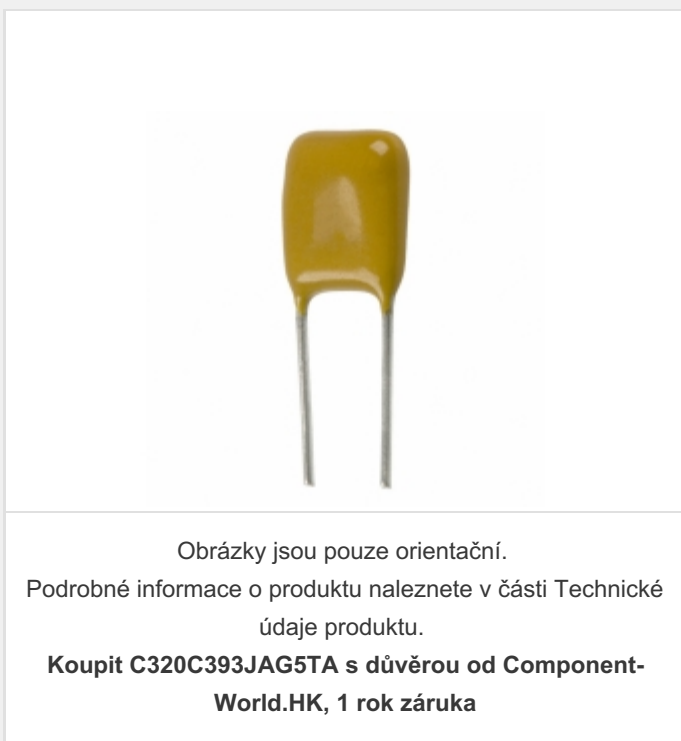 Obrázky jsou pouze orientační.
Podrobné informace o produktu naleznete v části Technické
údaje produktu.
Koupit C320C393JAG5TA s důvěrou od Component-
World.HK, 1 rok záruka